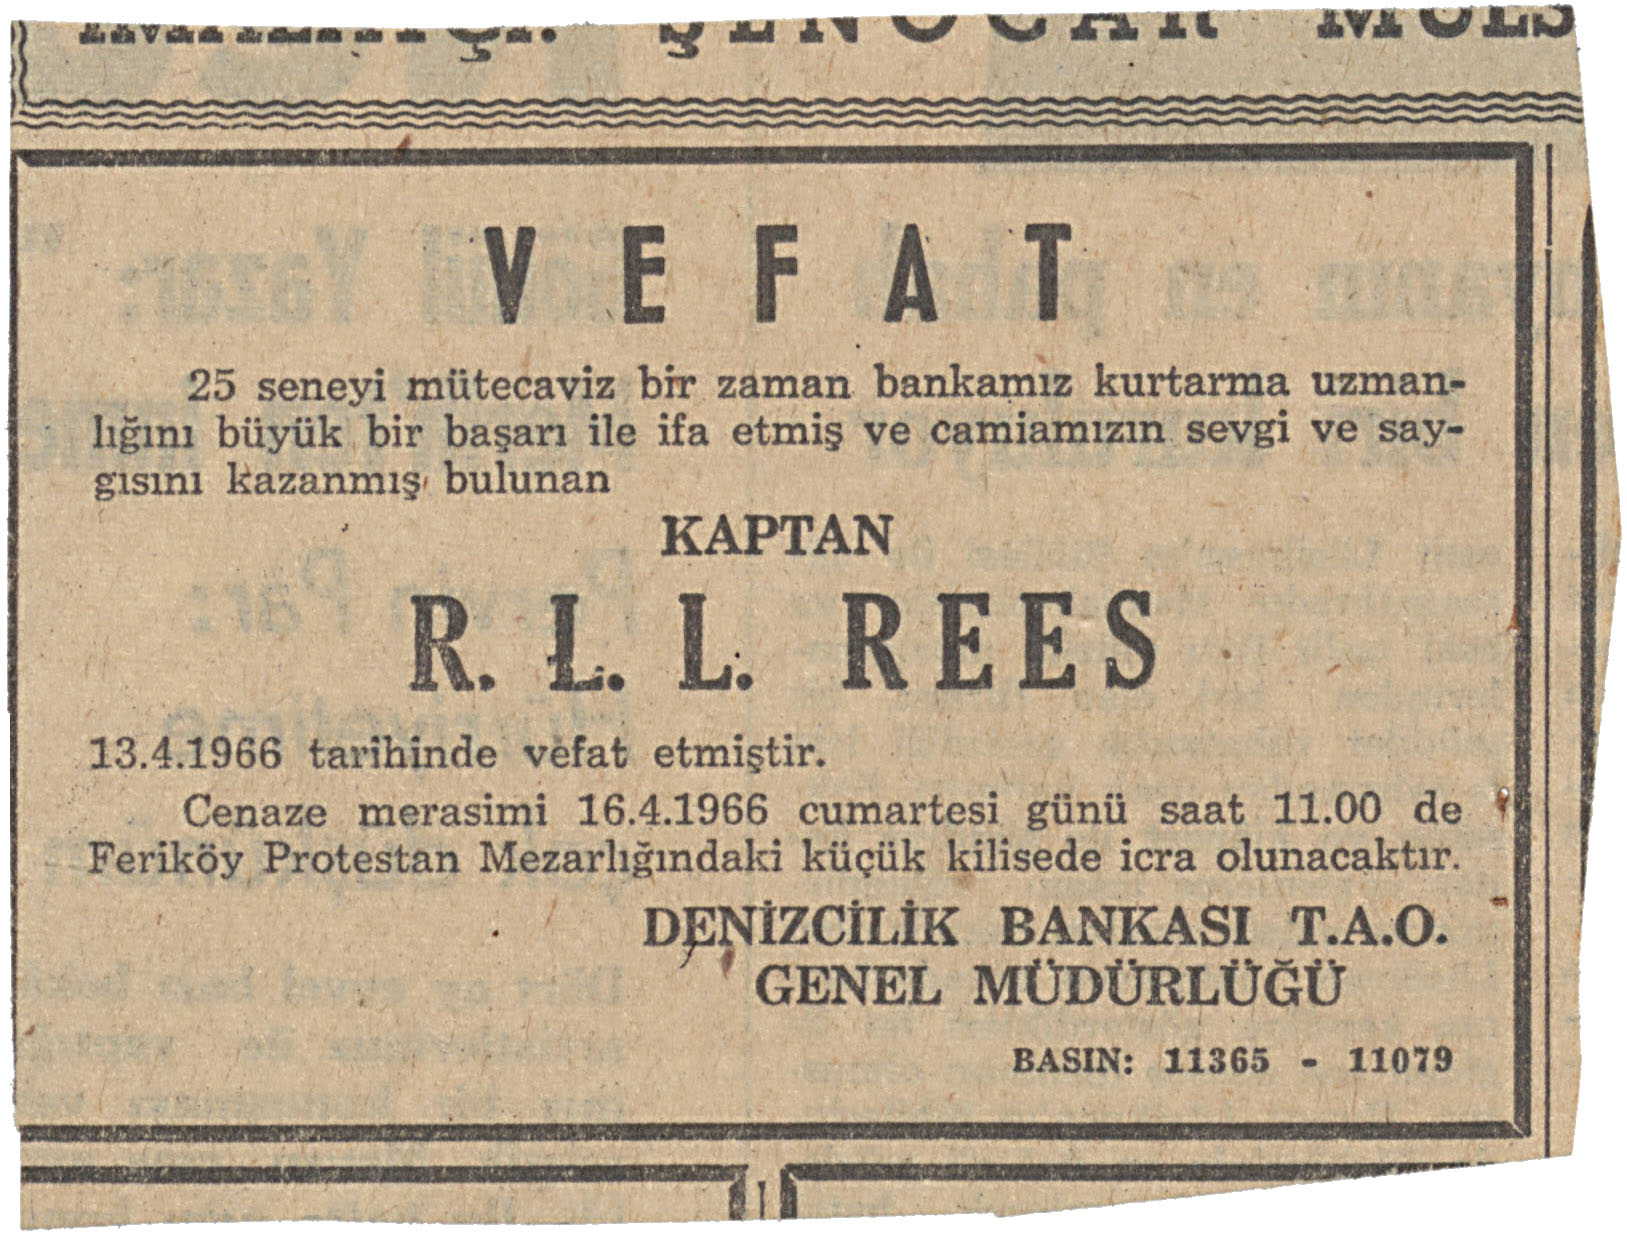 VEFAT
25 seneyi mütecaviz bir zaman bankamız kurtarma uzman-
lığını büyük bir başarı ile ifa etmiş ve camiamızın sevgi ve say-
gısını kazanmış bulunan
KAPTAN
R. L. L. REES
13.4.1966 tarihinde vefat etmiştir.
Cenaze merasimi 16.4.1966 cumartesi günü saat 11.00 de
Feriköy Protestan Mezarlığındaki küçük kilisede icra olunacaktır.
DENİZCİLİK BANKASI T.A.O.
GENEL MÜDÜRLÜĞÜ
BASIN: 11365 - 11079